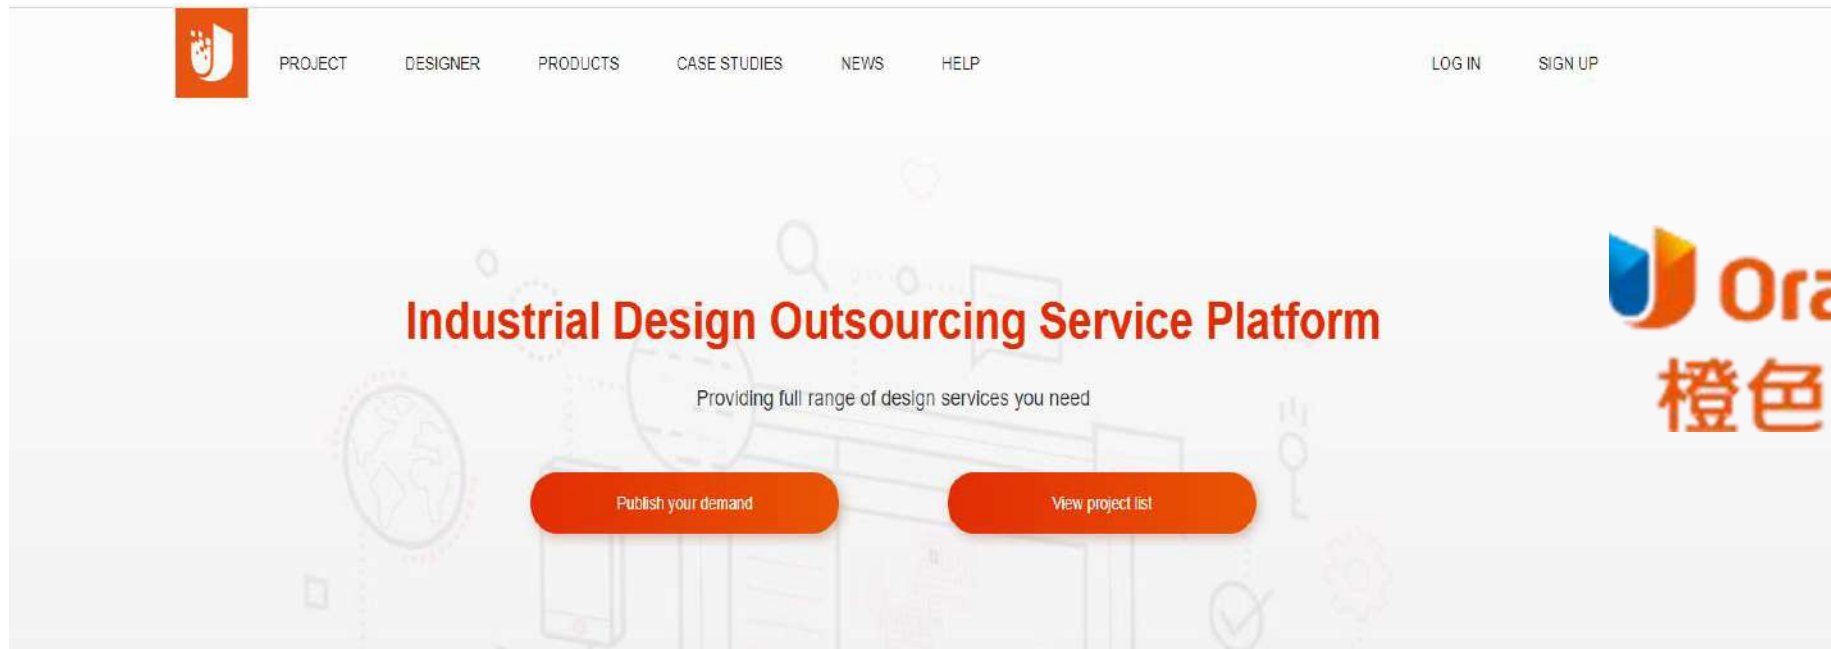 PROJECT DESIGNER PRODUCTS CASE STUDIES NEWS HELP LOG IN SIGN UP
Industrial Design Outsourcing Service Platform
Ora
橙色
Providing full range of design services you need
Publish your demand View project list